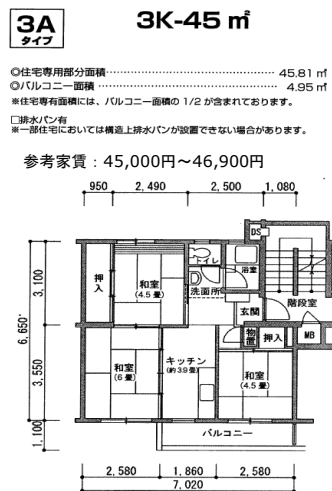 3A
タイプ
3K-45㎡
◎住宅専用部分面積 45.81㎡
◎バルコニー面積 4.95㎡
※住宅専有面積には、バルコニー面積の 1/2 が含まれております。
□排水パン有
※一部住宅においては構造上排水パンが設置できない場合があります。
参考家賃：45,000円～46,900円
950 2,490 2,500 1,080
DS
トイレ
浴室
洗面所
押入
和室
(4.5畳)
玄関
階段室
物置
押入
MB
キッチン
(約3.9畳)
和室
(6畳)
和室
(4.5畳)
バルコニー
3,100
6,650
3,550
1,100
2,580 1,860 2,580
7,020